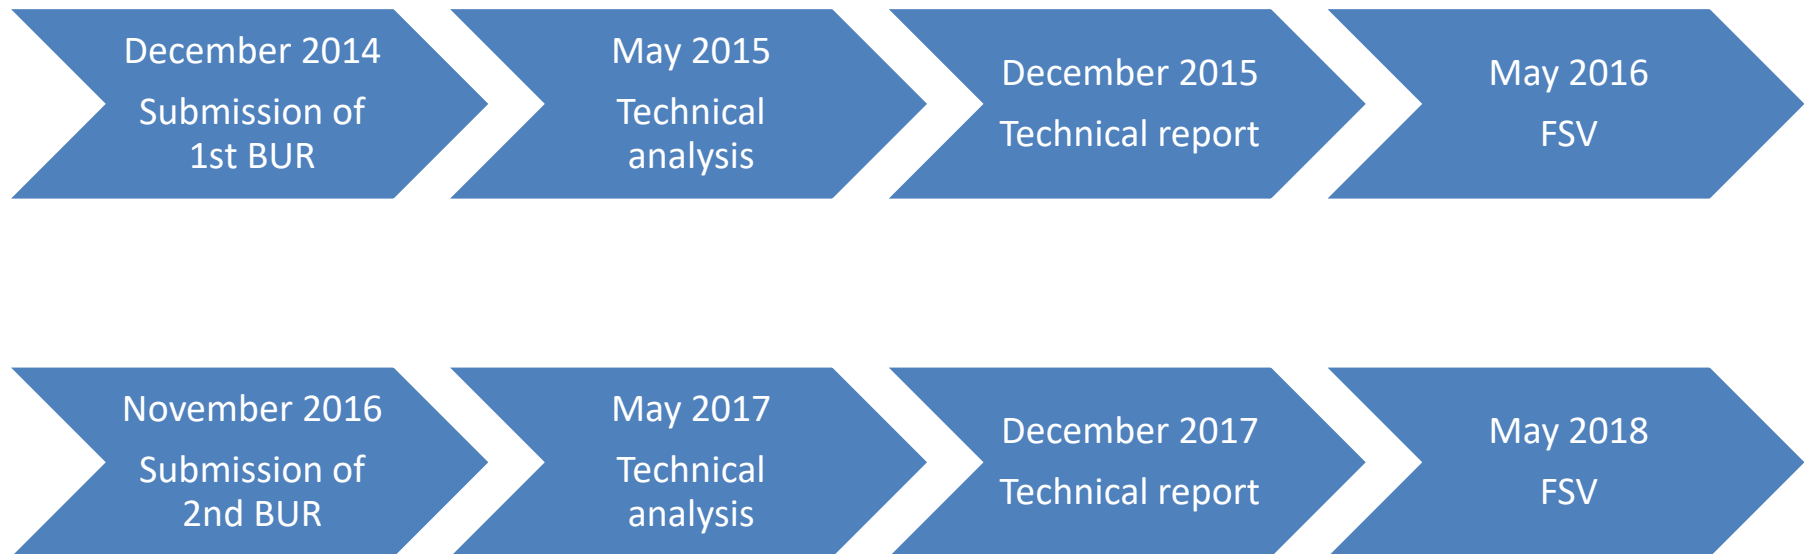 December 2014
Submission of
1st BUR
May 2015
Technical
analysis
December 2015
Technical report
May 2016
FSV
November 2016
Submission of
2nd BUR
May 2017
Technical
analysis
December 2017
Technical report
May 2018
FSV